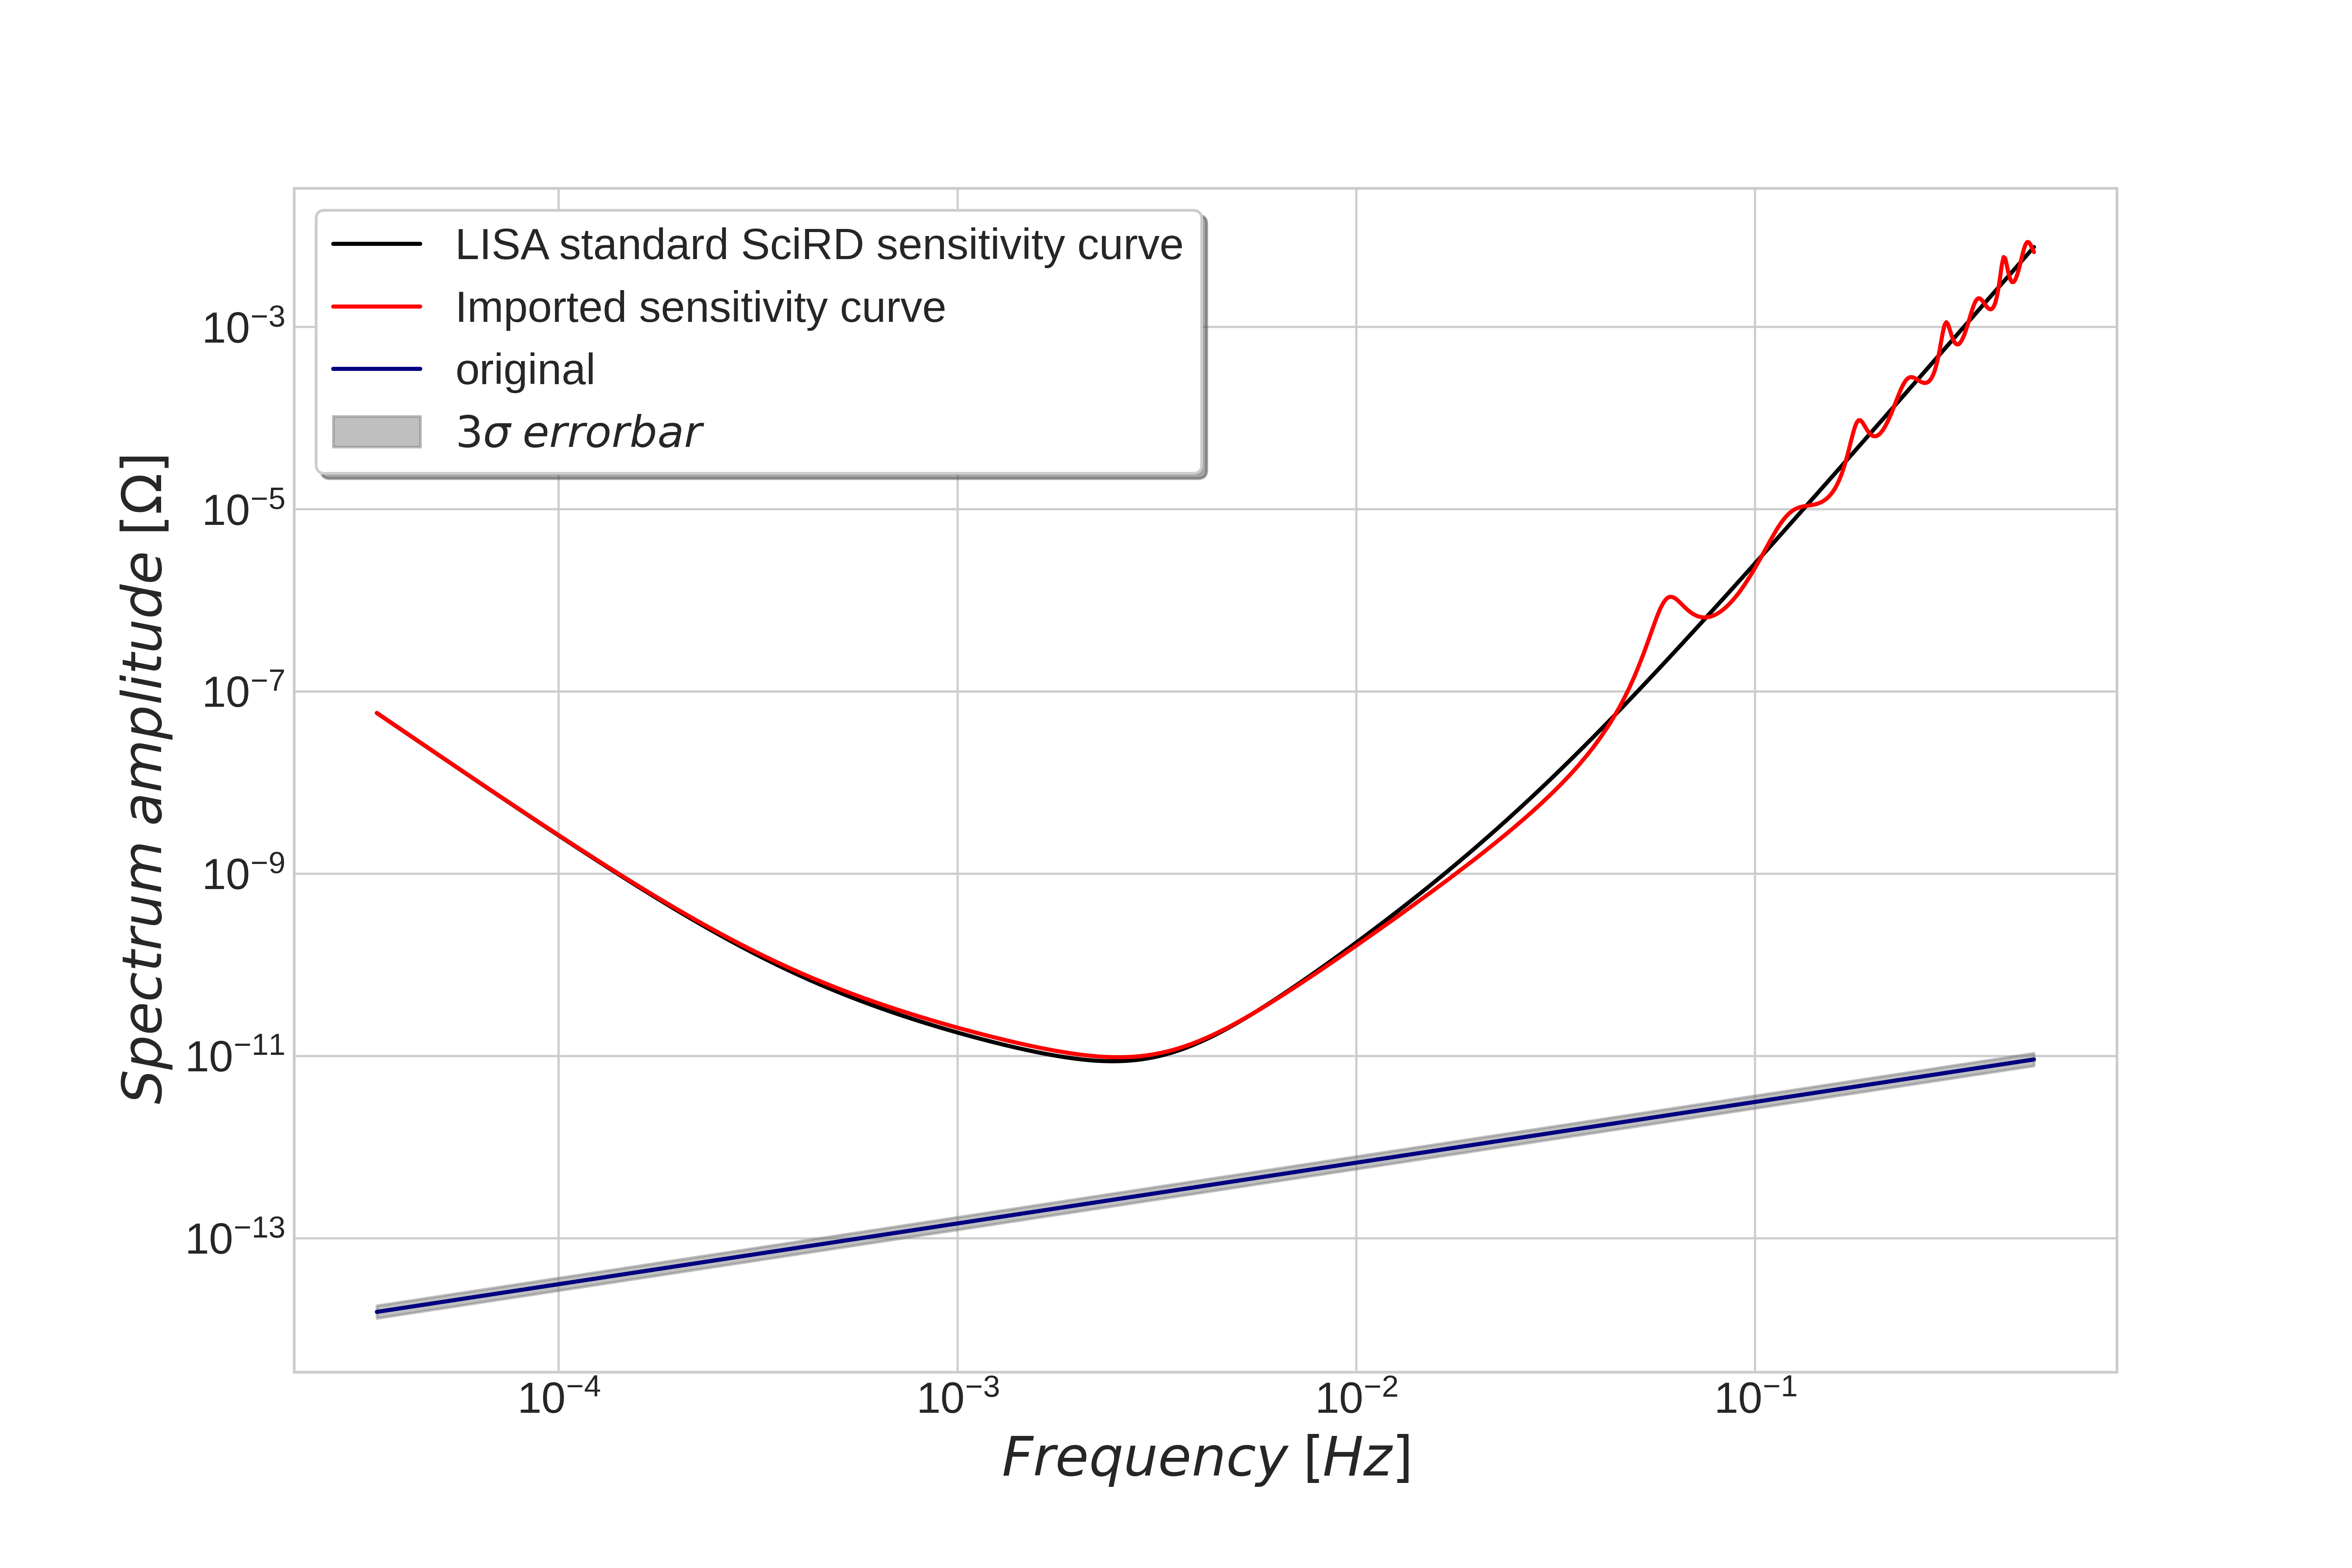 LISA standard SciRD sensitivity curve
Imported sensitivity curve
original
3σ errorbar
Spectrum amplitude [Ω]
10⁻³
10⁻⁵
10⁻⁷
10⁻⁹
10⁻¹¹
10⁻¹³
10⁻⁴ 10⁻³ 10⁻² 10⁻¹
Frequency [Hz]